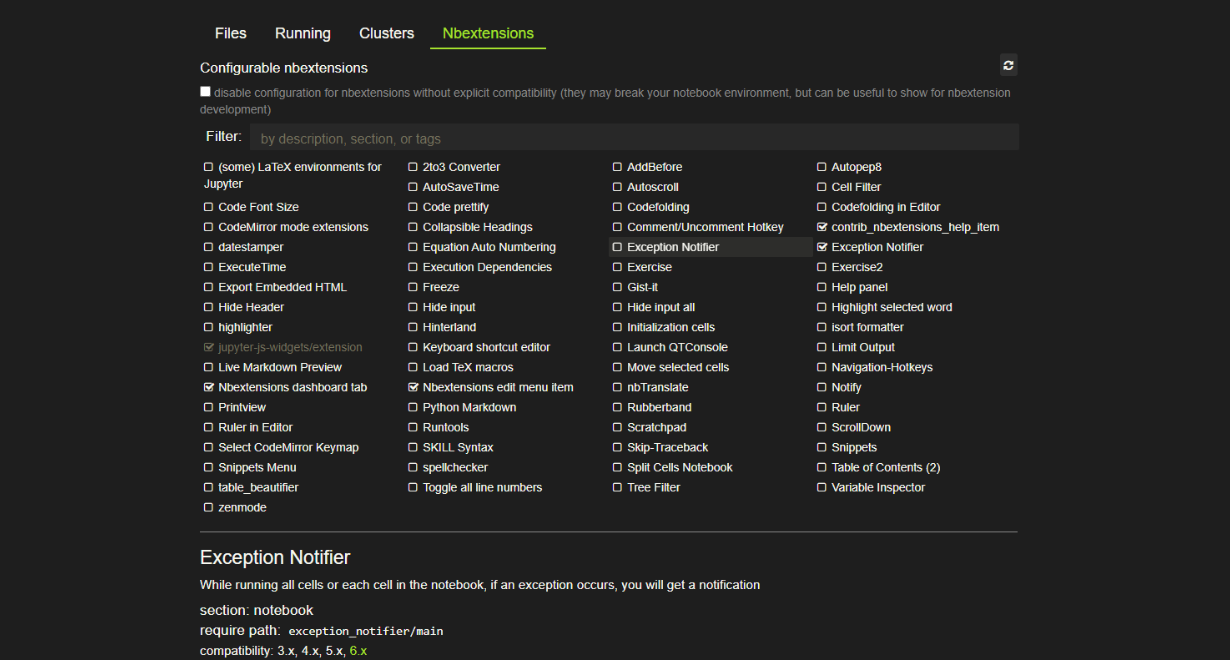 Files Running Clusters Nbextensions
Configurable nbextensions
disable configuration for nbextensions without explicit compatibility (they may break your notebook environment, but can be useful to show for nbextension
development)
Filter: by description, section, or tags
(some) LaTeX environments for 2to3 Converter AddBefore Autopep8
Jupyter AutoSaveTime Autoscroll Cell Filter
Code Font Size Code prettify Codefolding Codefolding in Editor
CodeMirror mode extensions Collapsible Headings Comment/Uncomment Hotkey contrib_nbextensions_help_item
datestamper Equation Auto Numbering Exception Notifier Exception Notifier
ExecuteTime Execution Dependencies Exercise Exercise2
Export Embedded HTML Freeze Gist-it Help panel
Hide Header Hide input Hide input all Highlight selected word
highlighter Hinterland Initialization cells isort formatter
jupyter-js-widgets/extension Keyboard shortcut editor Launch QTConsole Limit Output
Live Markdown Preview Load TeX macros Move selected cells Navigation-Hotkeys
Nbextensions dashboard tab Nbextensions edit menu item nbTranslate Notify
Printview Python Markdown Rubberband Ruler
Ruler in Editor Runtools Scratchpad ScrollDown
Select CodeMirror Keymap SKILL Syntax Skip-Traceback Snippets
Snippets Menu spellchecker Split Cells Notebook Table of Contents (2)
table_beautifier Toggle all line numbers Tree Filter Variable Inspector
zenmode
Exception Notifier
While running all cells or each cell in the notebook, if an exception occurs, you will get a notification
section: notebook
require path: exception_notifier/main
compatibility: 3.x, 4.x, 5.x, 6.x